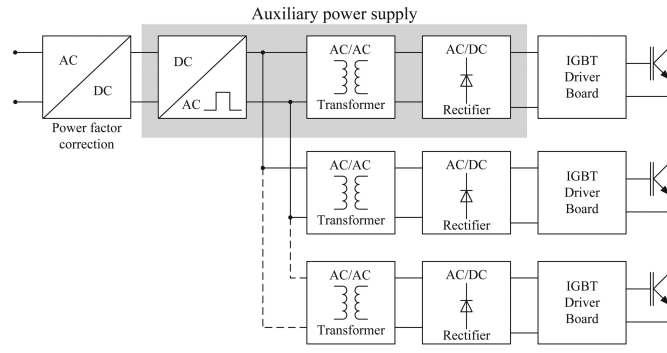 Auxiliary power supply
AC
DC
Power factor
correction
DC
AC
AC/AC
Transformer
AC/DC
Rectifier
IGBT
Driver
Board
AC/AC
Transformer
AC/DC
Rectifier
IGBT
Driver
Board
AC/AC
Transformer
AC/DC
Rectifier
IGBT
Driver
Board